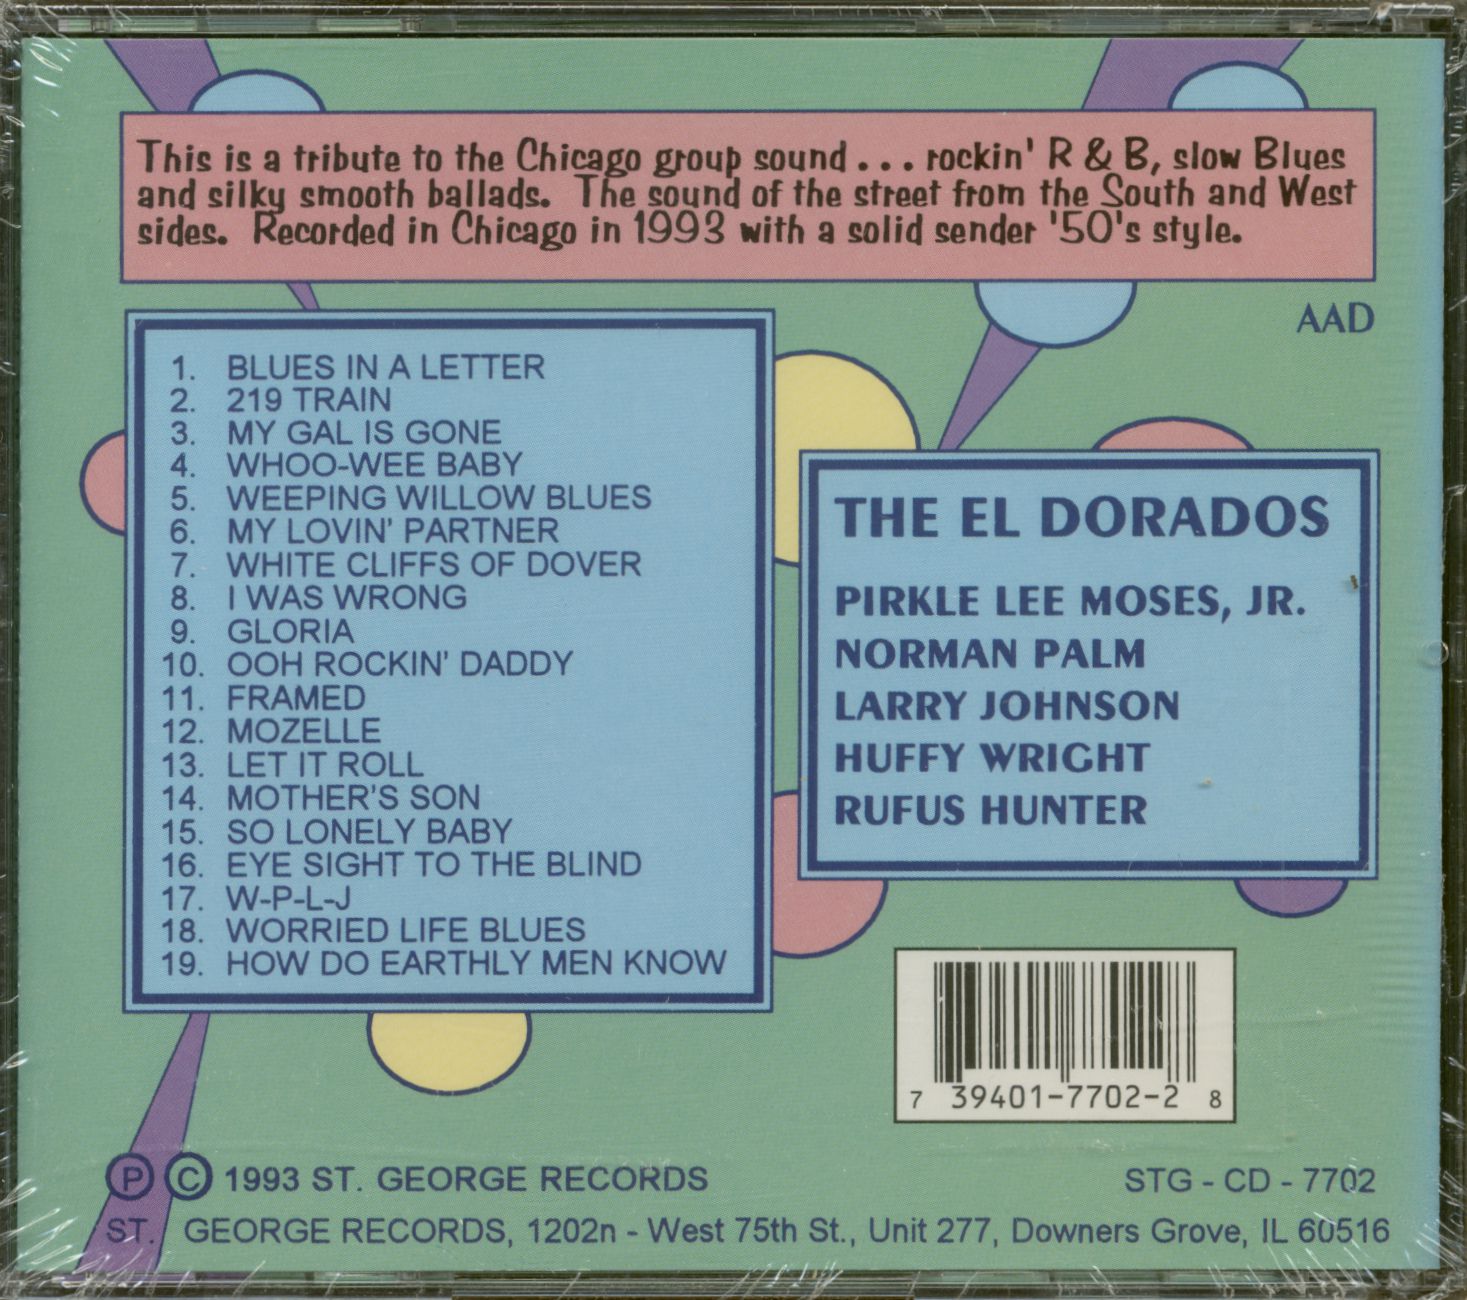 This is a tribute to the Chicago group sound . . . rockin' R & B, slow Blues
and silky smooth ballads. The sound of the street from the South and West
sides. Recorded in Chicago in 1993 with a solid sender '50's style.
AAD
1. BLUES IN A LETTER
2. 219 TRAIN
3. MY GAL IS GONE
4. WHOO-WEE BABY
5. WEEPING WILLOW BLUES
6. MY LOVIN' PARTNER
7. WHITE CLIFFS OF DOVER
8. I WAS WRONG
9. GLORIA
10. OOH ROCKIN' DADDY
11. FRAMED
12. MOZELLE
13. LET IT ROLL
14. MOTHER'S SON
15. SO LONELY BABY
16. EYE SIGHT TO THE BLIND
17. W-P-L-J
18. WORRIED LIFE BLUES
19. HOW DO EARTHLY MEN KNOW
THE EL DORADOS
PIRKLE LEE MOSES, JR.
NORMAN PALM
LARRY JOHNSON
HUFFY WRIGHT
RUFUS HUNTER
7 39401-7702-2 8
Ⓟ Ⓒ 1993 ST. GEORGE RECORDS
STG - CD - 7702
ST. GEORGE RECORDS, 1202n - West 75th St., Unit 277, Downers Grove, IL 60516